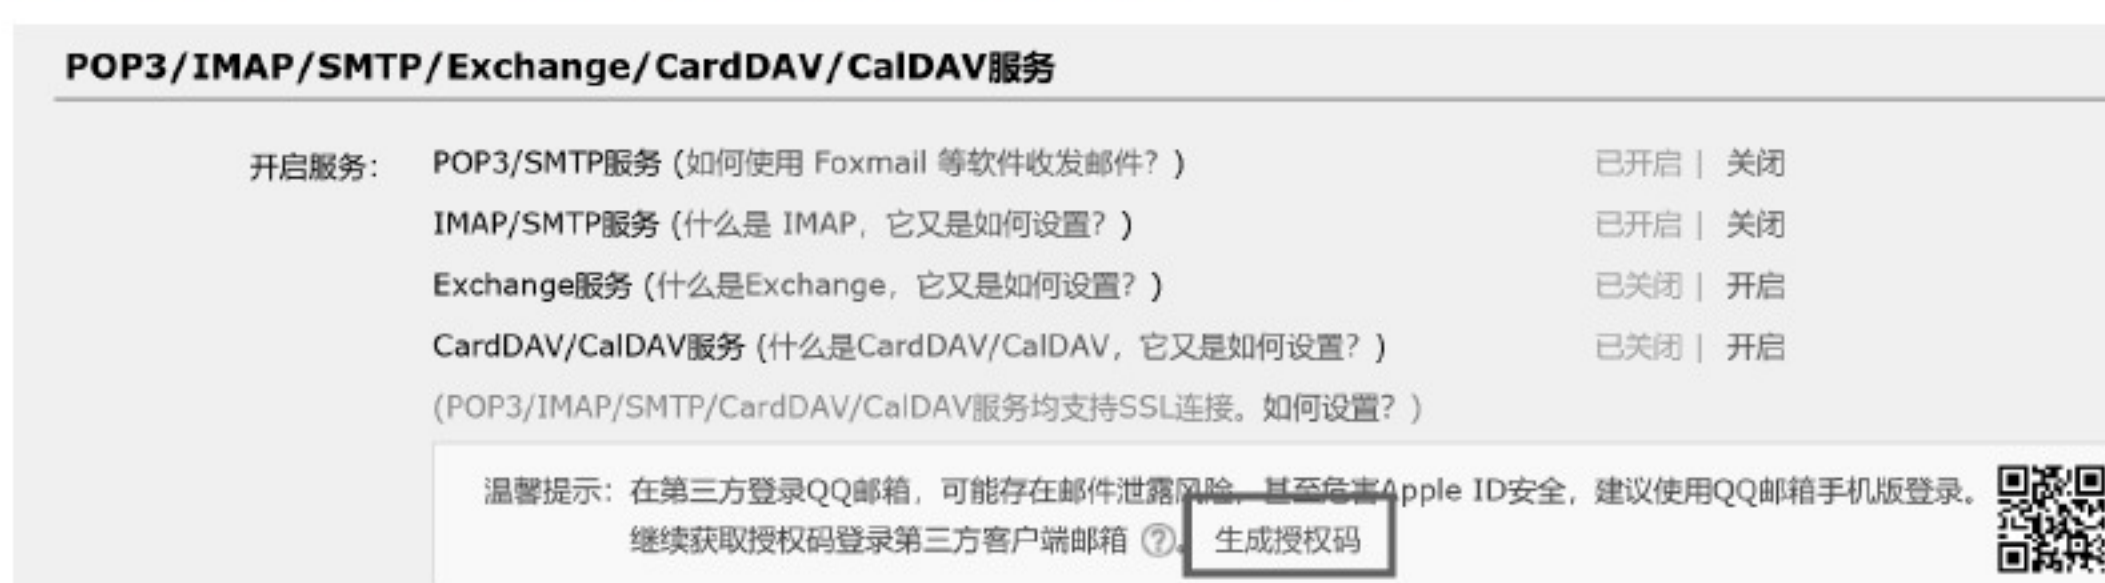 POP3/IMAP/SMTP/Exchange/CardDAV/CalDAV服务
开启服务： POP3/SMTP服务 (如何使用 Foxmail 等软件收发邮件？) 已开启 | 关闭
IMAP/SMTP服务 (什么是 IMAP，它又是如何设置？) 已开启 | 关闭
Exchange服务 (什么是Exchange，它又是如何设置？) 已关闭 | 开启
CardDAV/CalDAV服务 (什么是CardDAV/CalDAV，它又是如何设置？) 已关闭 | 开启
(POP3/IMAP/SMTP/CardDAV/CalDAV服务均支持SSL连接。如何设置？)
温馨提示：在第三方登录QQ邮箱，可能存在邮件泄露风险，甚至危害Apple ID安全，建议使用QQ邮箱手机版登录。
继续获取授权码登录第三方客户端邮箱 ?。 生成授权码